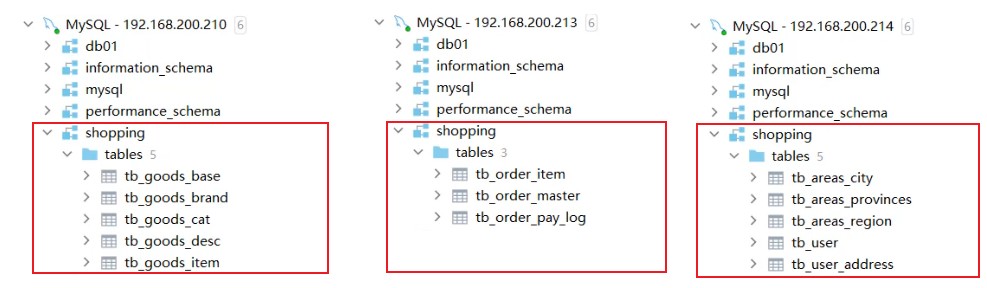 MySQL - 192.168.200.210 6
db01
information_schema
mysql
performance_schema
shopping
tables 5
tb_goods_base
tb_goods_brand
tb_goods_cat
tb_goods_desc
tb_goods_item
MySQL - 192.168.200.213 6
db01
information_schema
mysql
performance_schema
shopping
tables 3
tb_order_item
tb_order_master
tb_order_pay_log
MySQL - 192.168.200.214 6
db01
information_schema
mysql
performance_schema
shopping
tables 5
tb_areas_city
tb_areas_provinces
tb_areas_region
tb_user
tb_user_address